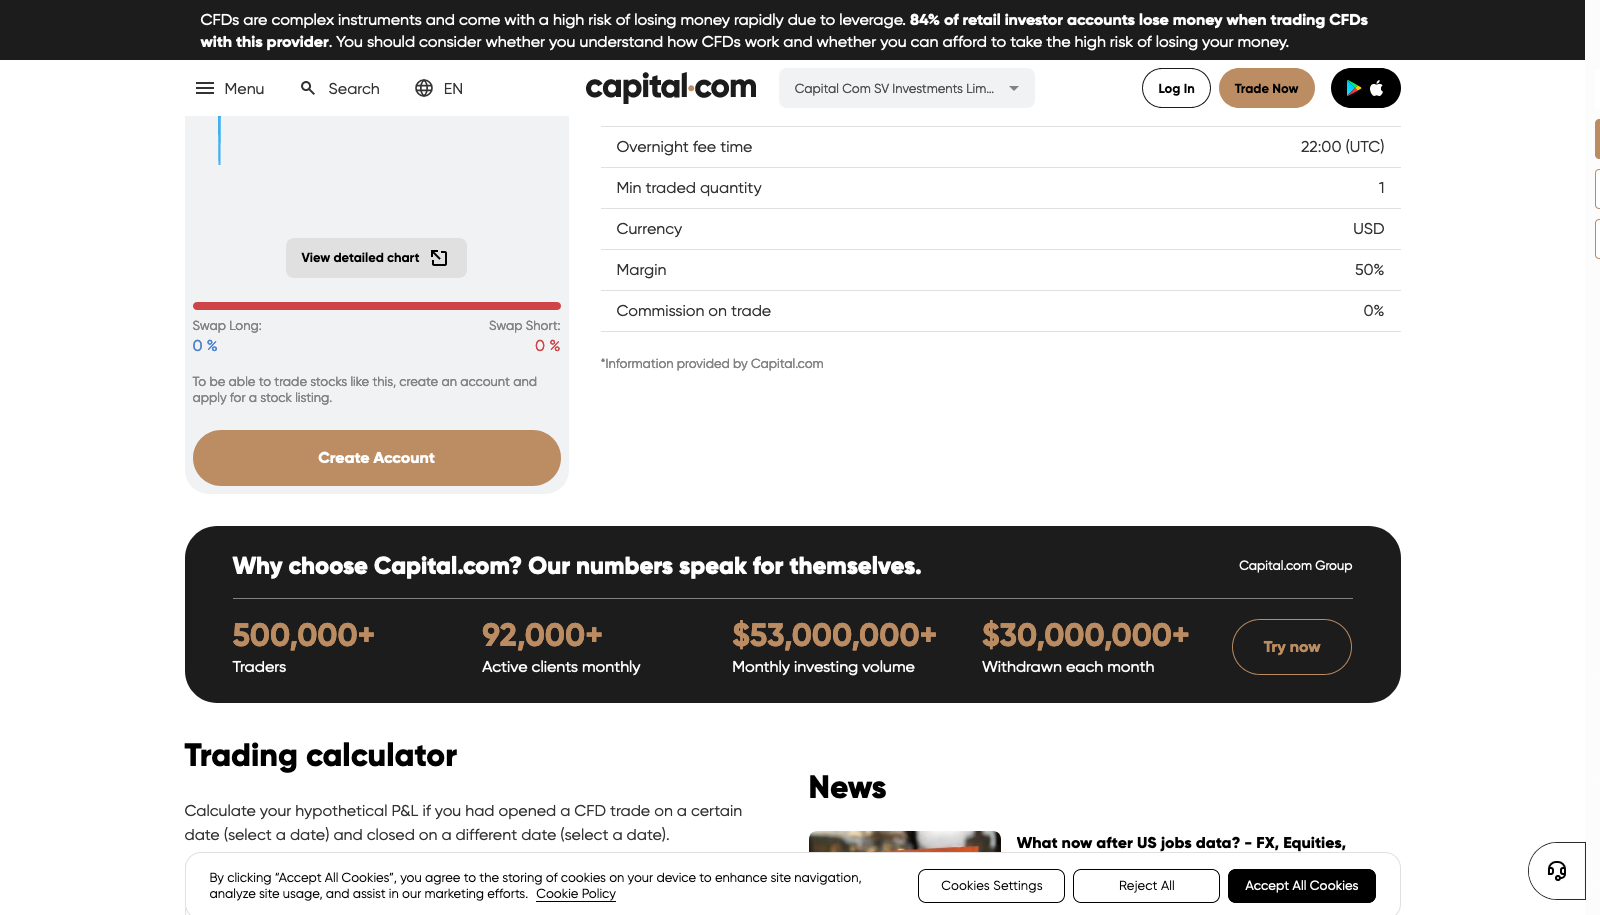 CFDs are complex instruments and come with a high risk of losing money rapidly due to leverage. 84% of retail investor accounts lose money when trading CFDs
with this provider. You should consider whether you understand how CFDs work and whether you can afford to take the high risk of losing your money.
Menu
Search
EN
capital.com
Capital Com SV Investments Lim...
Log In
Trade Now
Overnight fee time 22:00 (UTC)
Min traded quantity 1
Currency USD
Margin 50%
Commission on trade 0%
*Information provided by Capital.com
View detailed chart
Swap Long: Swap Short:
0 % 0 %
To be able to trade stocks like this, create an account and
apply for a stock listing.
Create Account
Why choose Capital.com? Our numbers speak for themselves.
Capital.com Group
500,000+
Traders
92,000+
Active clients monthly
$53,000,000+
Monthly investing volume
$30,000,000+
Withdrawn each month
Try now
Trading calculator
Calculate your hypothetical P&L if you had opened a CFD trade on a certain
date (select a date) and closed on a different date (select a date).
News
What now after US jobs data? - FX, Equities,
By clicking “Accept All Cookies”, you agree to the storing of cookies on your device to enhance site navigation,
analyze site usage, and assist in our marketing efforts. Cookie Policy
Cookies Settings
Reject All
Accept All Cookies